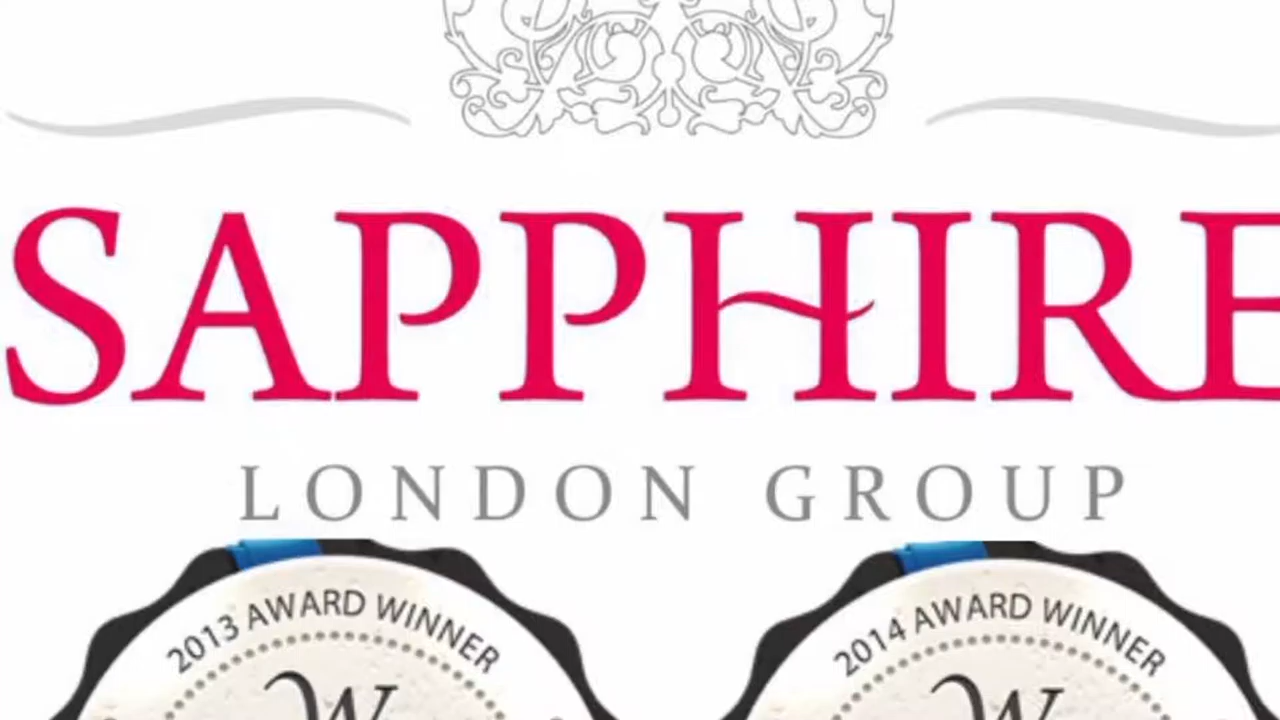 SAPPHIRE
LONDON GROUP
2013 AWARD WINNER
2014 AWARD WINNER
W
W